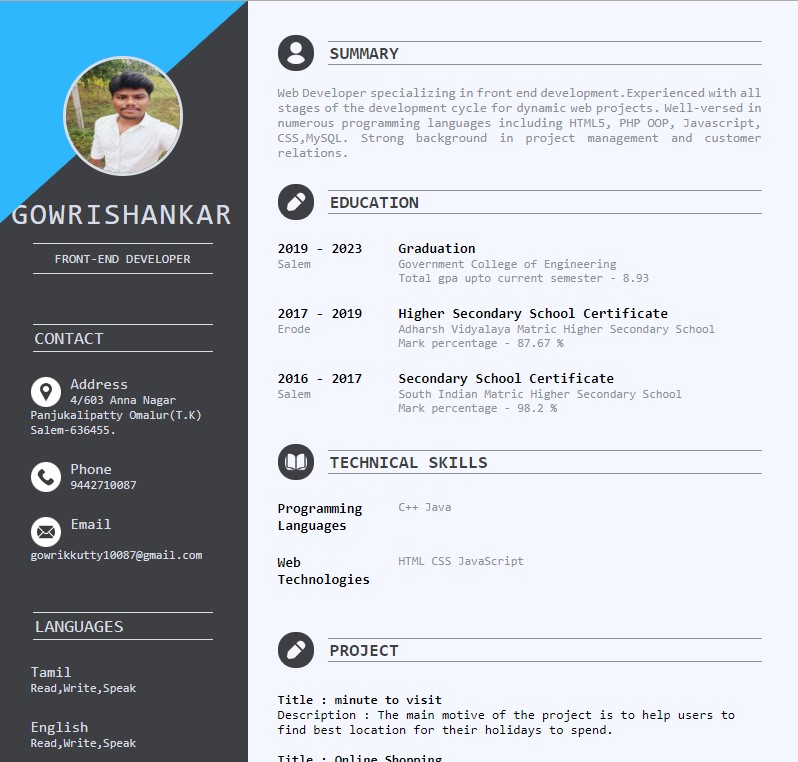 GOWRISHANKAR
FRONT-END DEVELOPER
CONTACT
Address
4/603 Anna Nagar
Panjukalipatty Omalur(T.K)
Salem-636455.
Phone
9442710087
Email
gowrikkutty10087@gmail.com
LANGUAGES
Tamil
Read,Write,Speak
English
Read,Write,Speak
SUMMARY
Web Developer specializing in front end development.Experienced with all
stages of the development cycle for dynamic web projects. Well-versed in
numerous programming languages including HTML5, PHP OOP, Javascript,
CSS,MySQL. Strong background in project management and customer
relations.
EDUCATION
2019 - 2023 Graduation
Salem Government College of Engineering
Total gpa upto current semester - 8.93
2017 - 2019 Higher Secondary School Certificate
Erode Adharsh Vidyalaya Matric Higher Secondary School
Mark percentage - 87.67 %
2016 - 2017 Secondary School Certificate
Salem South Indian Matric Higher Secondary School
Mark percentage - 98.2 %
TECHNICAL SKILLS
Programming C++ Java
Languages
Web HTML CSS JavaScript
Technologies
PROJECT
Title : minute to visit
Description : The main motive of the project is to help users to
find best location for their holidays to spend.
Title : Online Shopping